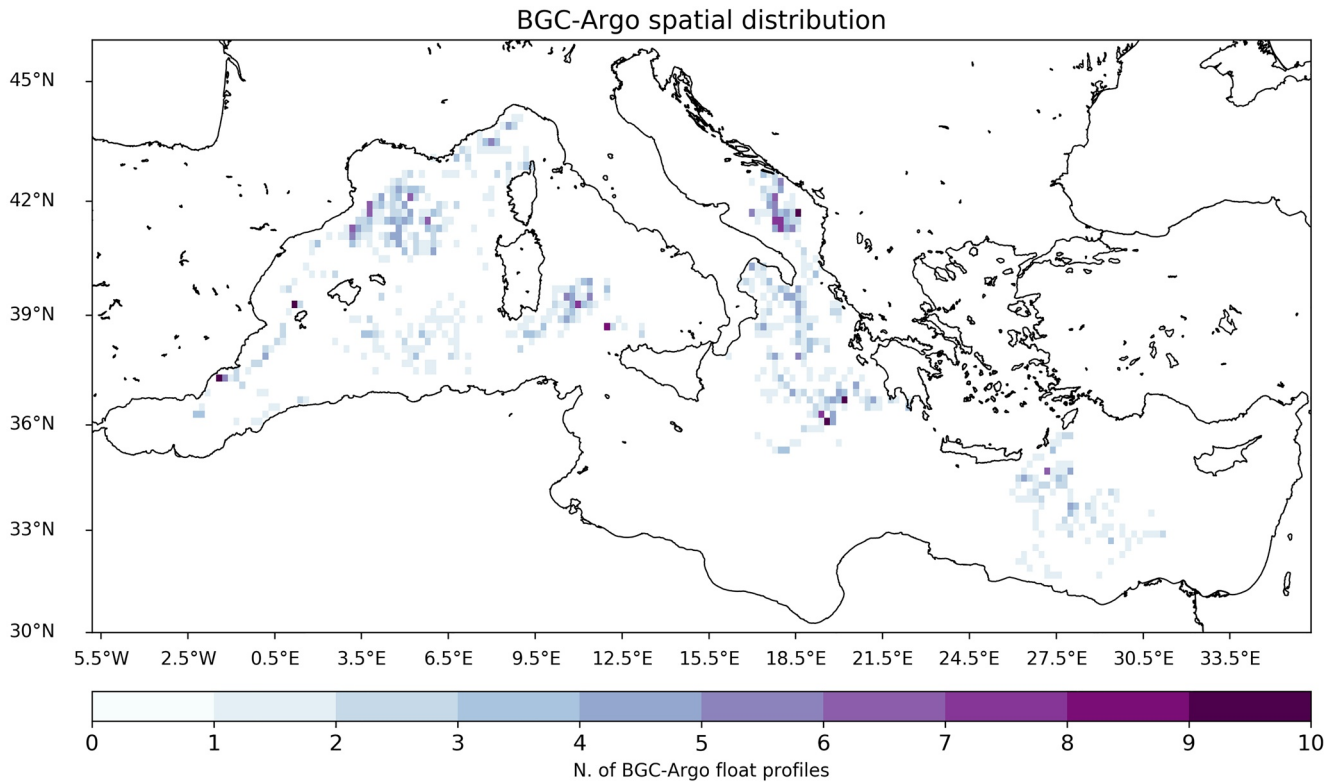 BGC-Argo spatial distribution
45°N
42°N
39°N
36°N
33°N
30°N
5.5°W 2.5°W 0.5°E 3.5°E 6.5°E 9.5°E 12.5°E 15.5°E 18.5°E 21.5°E 24.5°E 27.5°E 30.5°E 33.5°E
0 1 2 3 4 5 6 7 8 9 10
N. of BGC-Argo float profiles